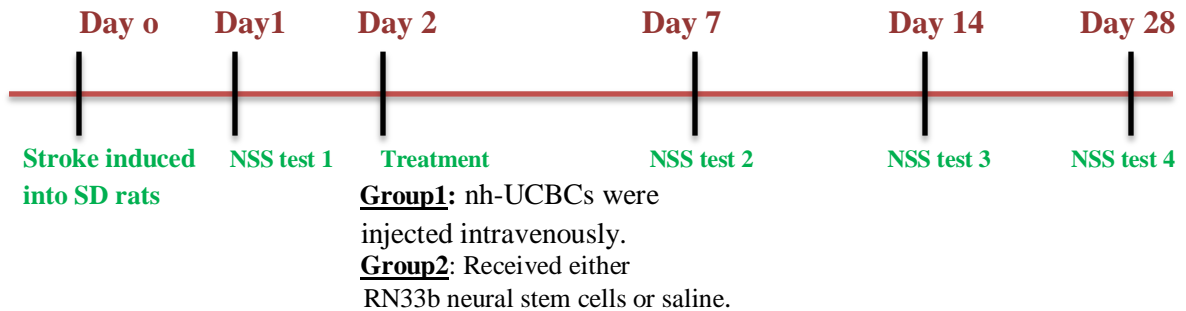 Day o Day1 Day 2 Day 7 Day 14 Day 28
Stroke induced into SD rats
NSS test 1
Treatment
NSS test 2
NSS test 3
NSS test 4
Group1: nh-UCBCs were
injected intravenously.
Group2: Received either
RN33b neural stem cells or saline.